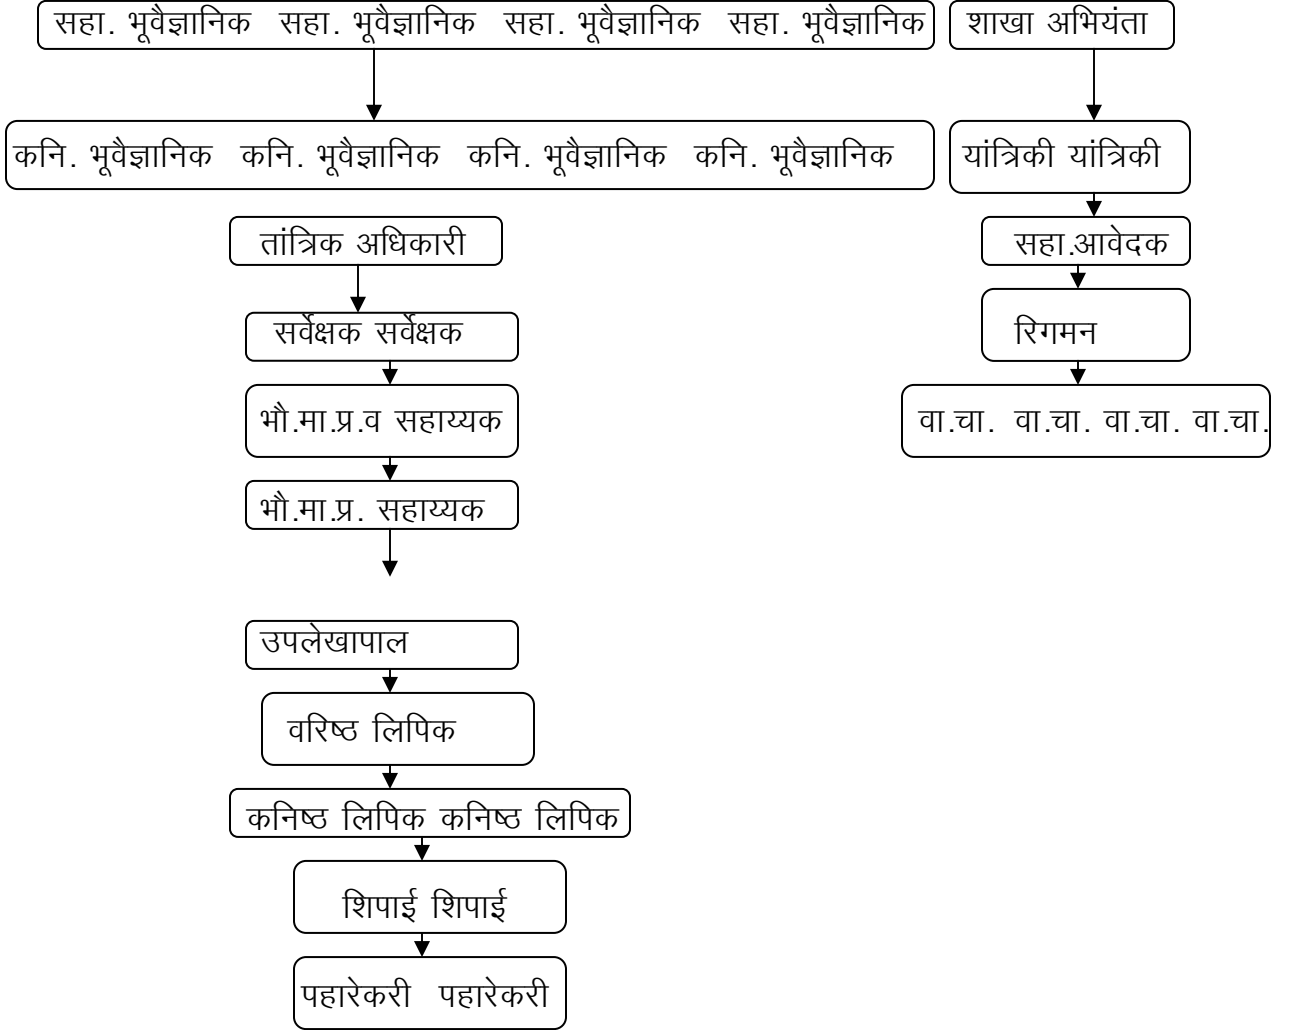 सहा. भूवैज्ञानिक सहा. भूवैज्ञानिक सहा. भूवैज्ञानिक सहा. भूवैज्ञानिक
शाखा अभियंता
कनि. भूवैज्ञानिक कनि. भूवैज्ञानिक कनि. भूवैज्ञानिक कनि. भूवैज्ञानिक
यांत्रिकी यांत्रिकी
तांत्रिक अधिकारी
सहा.आवेदक
सर्वेक्षक सर्वेक्षक
रिगमन
भौ.मा.प्र.व सहाय्यक
वा.चा. वा.चा. वा.चा. वा.चा.
भौ.मा.प्र. सहाय्यक
उपलेखापाल
वरिष्ठ लिपिक
कनिष्ठ लिपिक कनिष्ठ लिपिक
शिपाई शिपाई
पहारेकरी पहारेकरी